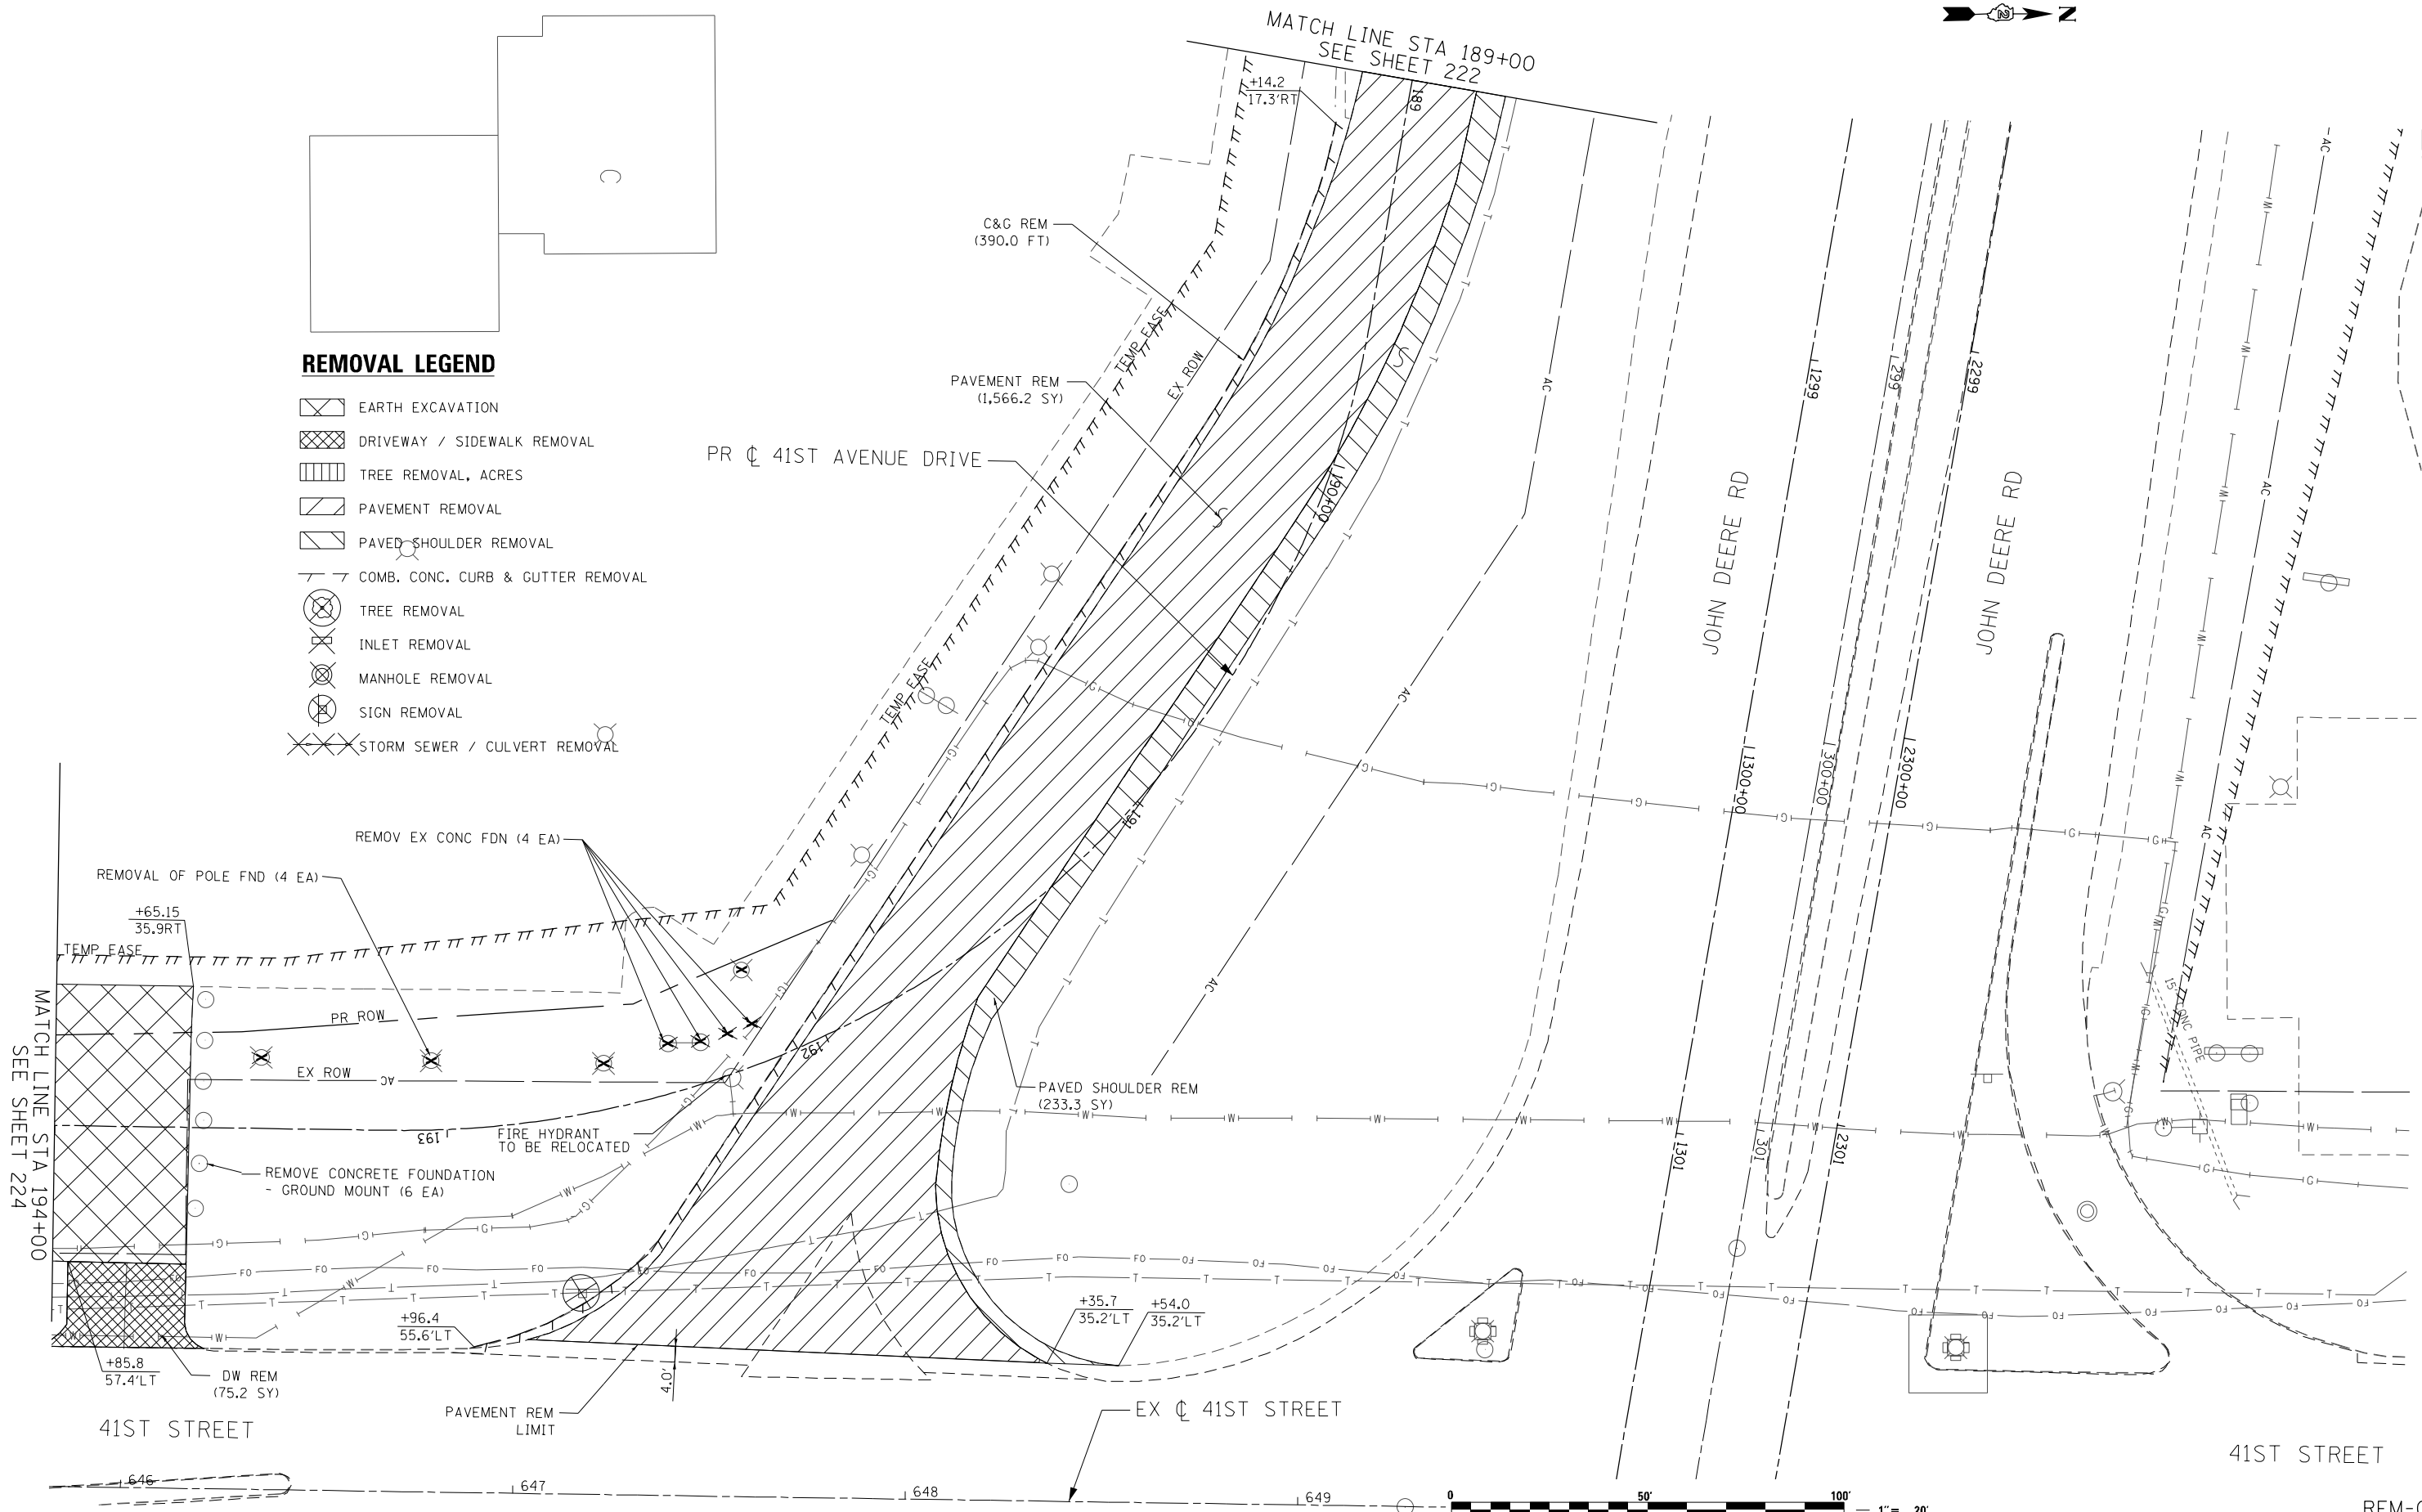 MATCH LINE STA 189+00
SEE SHEET 222
N
+14.2
17.3'RT
189
C&G REM
(390.0 FT)
TEMP EASE
EX ROW
PAVEMENT REM
(1,566.2 SY)
PR ℄ 41ST AVENUE DRIVE
190+00
REMOVAL LEGEND
EARTH EXCAVATION
DRIVEWAY / SIDEWALK REMOVAL
TREE REMOVAL, ACRES
PAVEMENT REMOVAL
PAVED SHOULDER REMOVAL
COMB. CONC. CURB & GUTTER REMOVAL
TREE REMOVAL
INLET REMOVAL
MANHOLE REMOVAL
SIGN REMOVAL
STORM SEWER / CULVERT REMOVAL
1299
299
2299
JOHN DEERE RD
JOHN DEERE RD
1300+00
300+00
2300+00
TEMP EASE
191
REMOV EX CONC FDN (4 EA)
REMOVAL OF POLE FND (4 EA)
+65.15
35.9RT
TEMP EASE
PR ROW
EX ROW
AC
192
193
MATCH LINE STA 194+00
SEE SHEET 224
FIRE HYDRANT
TO BE RELOCATED
REMOVE CONCRETE FOUNDATION
- GROUND MOUNT (6 EA)
PAVED SHOULDER REM
(233.3 SY)
1301
301
2301
15" CONC PIPE
+96.4
55.6'LT
+35.7
35.2'LT
+54.0
35.2'LT
+85.8
57.4'LT
DW REM
(75.2 SY)
4.0'
PAVEMENT REM
LIMIT
EX ℄ 41ST STREET
41ST STREET
41ST STREET
646
647
648
649
0
50'
100'
1"= 20'